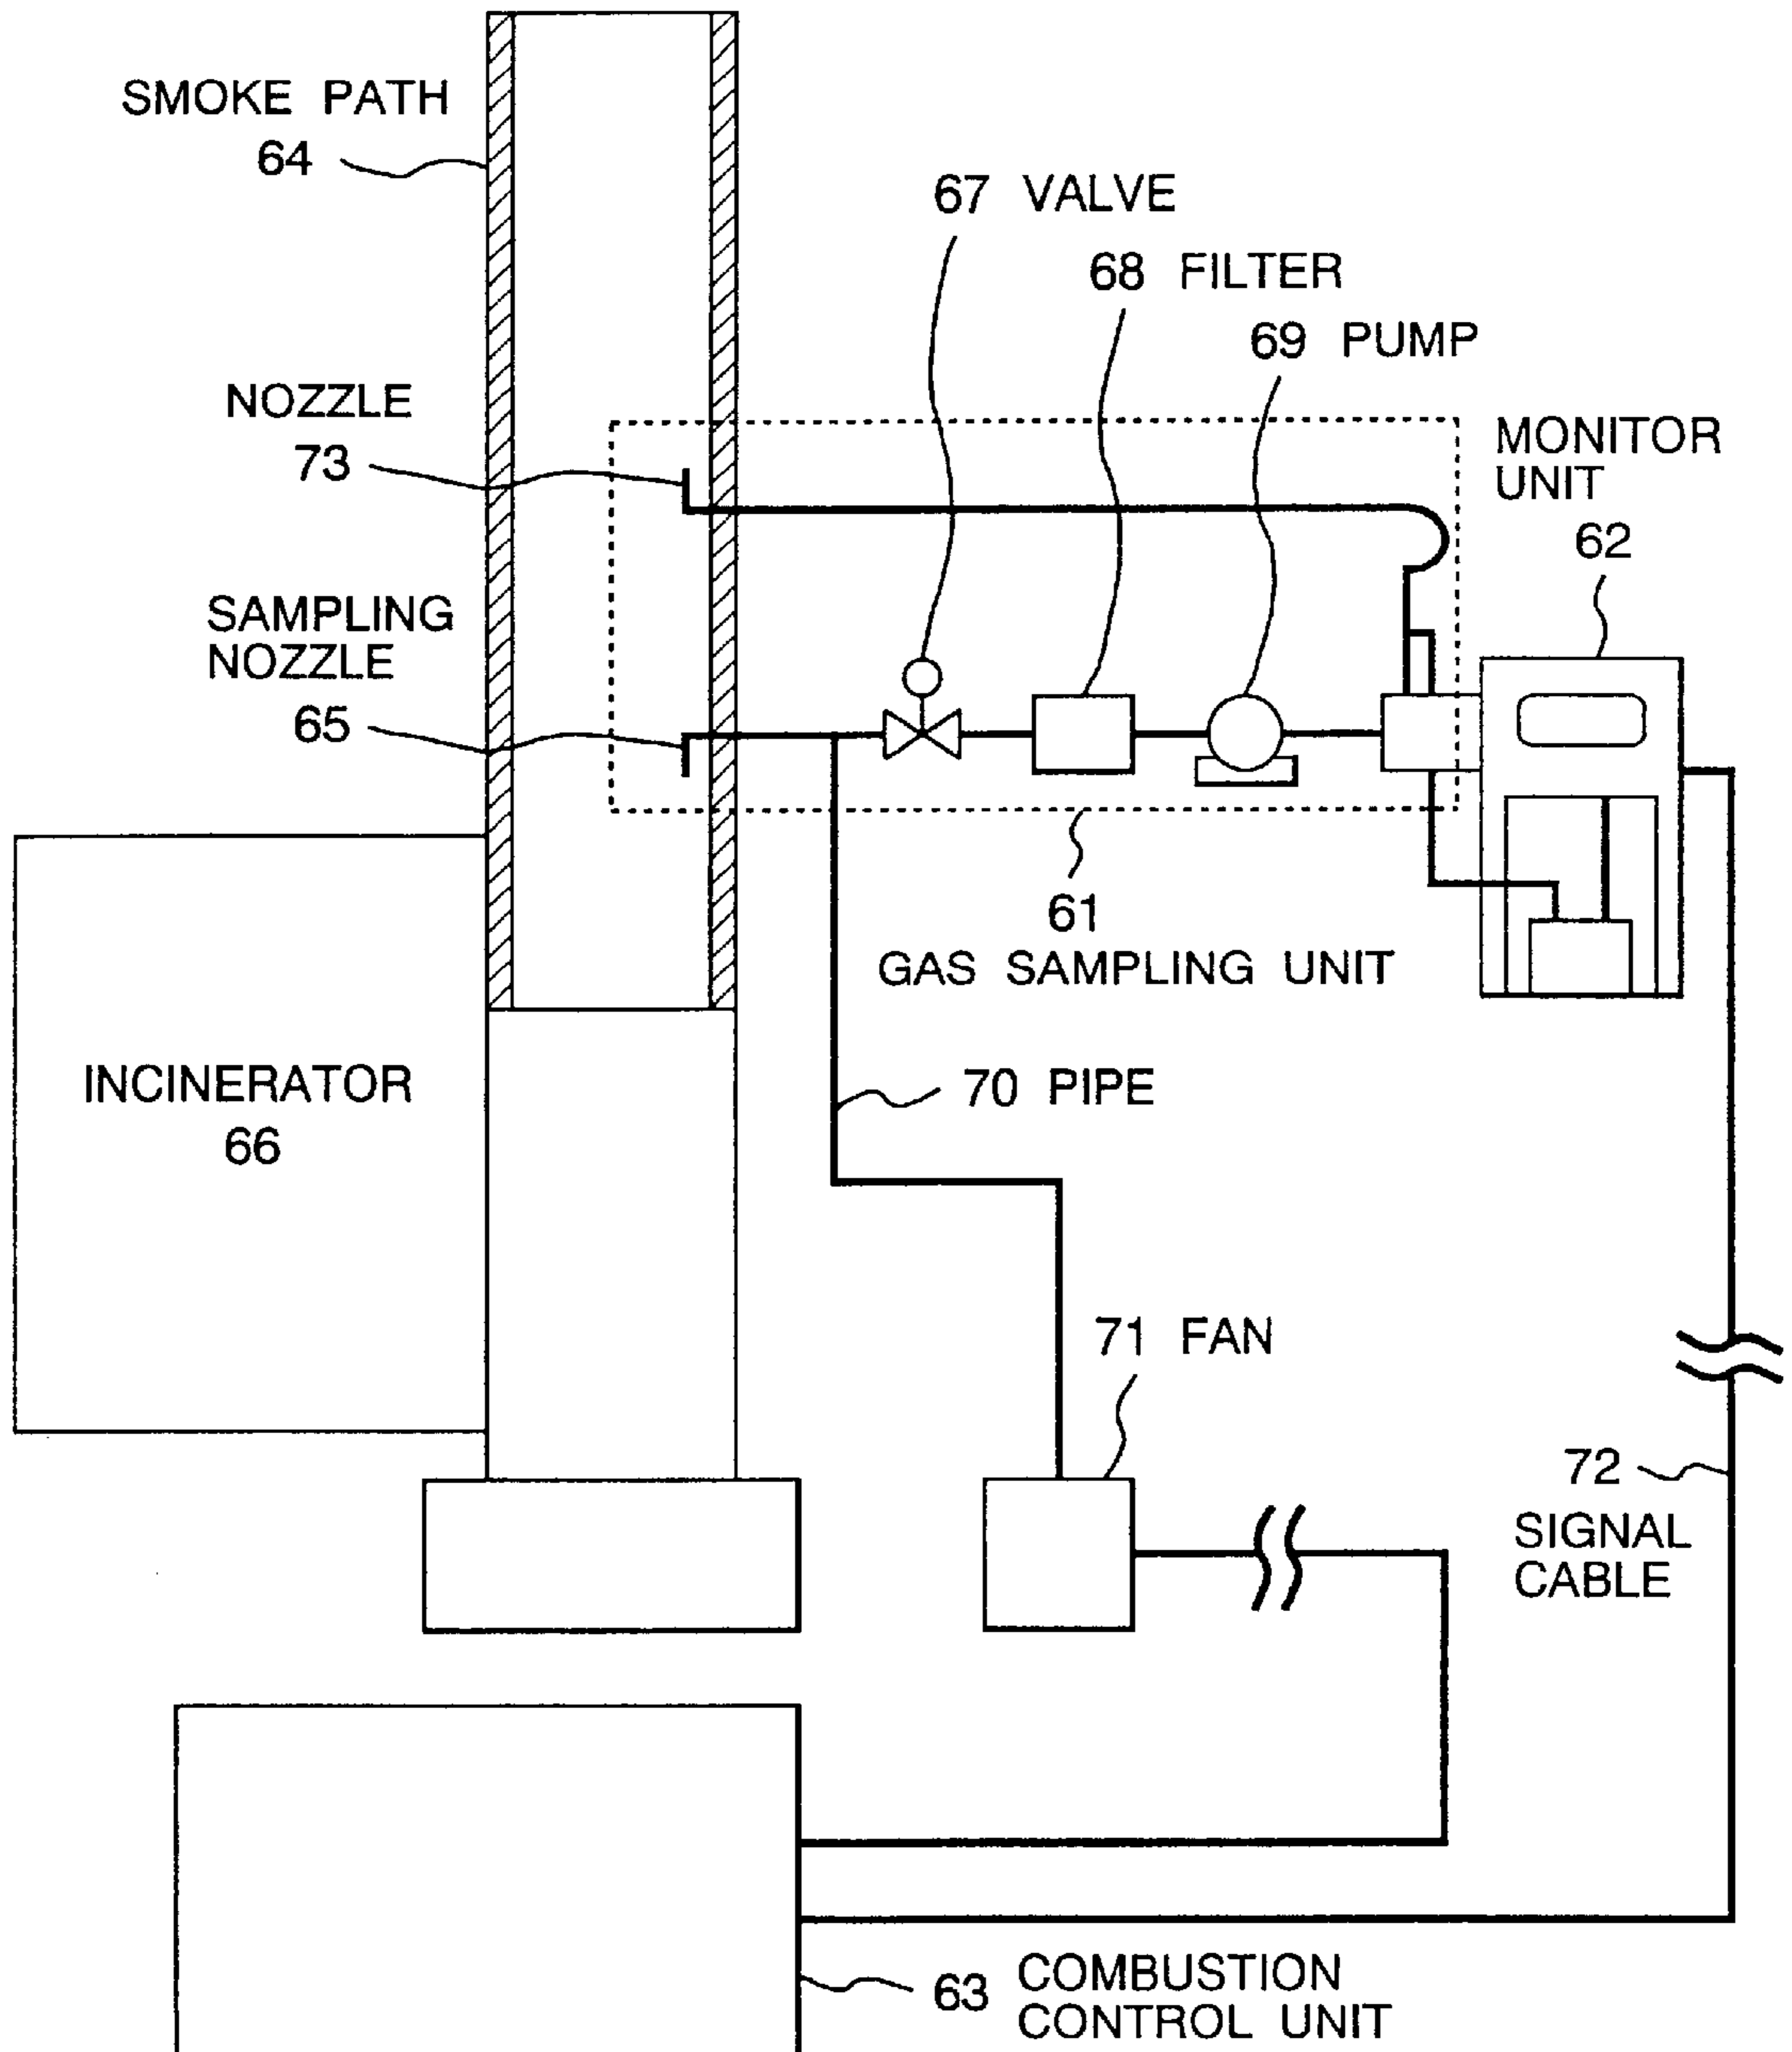 SMOKE PATH
64
67 VALVE
68 FILTER
69 PUMP
NOZZLE
73
MONITOR
UNIT
62
SAMPLING
NOZZLE
65
61
GAS SAMPLING UNIT
INCINERATOR
66
70 PIPE
71 FAN
72
SIGNAL
CABLE
63 COMBUSTION
CONTROL UNIT